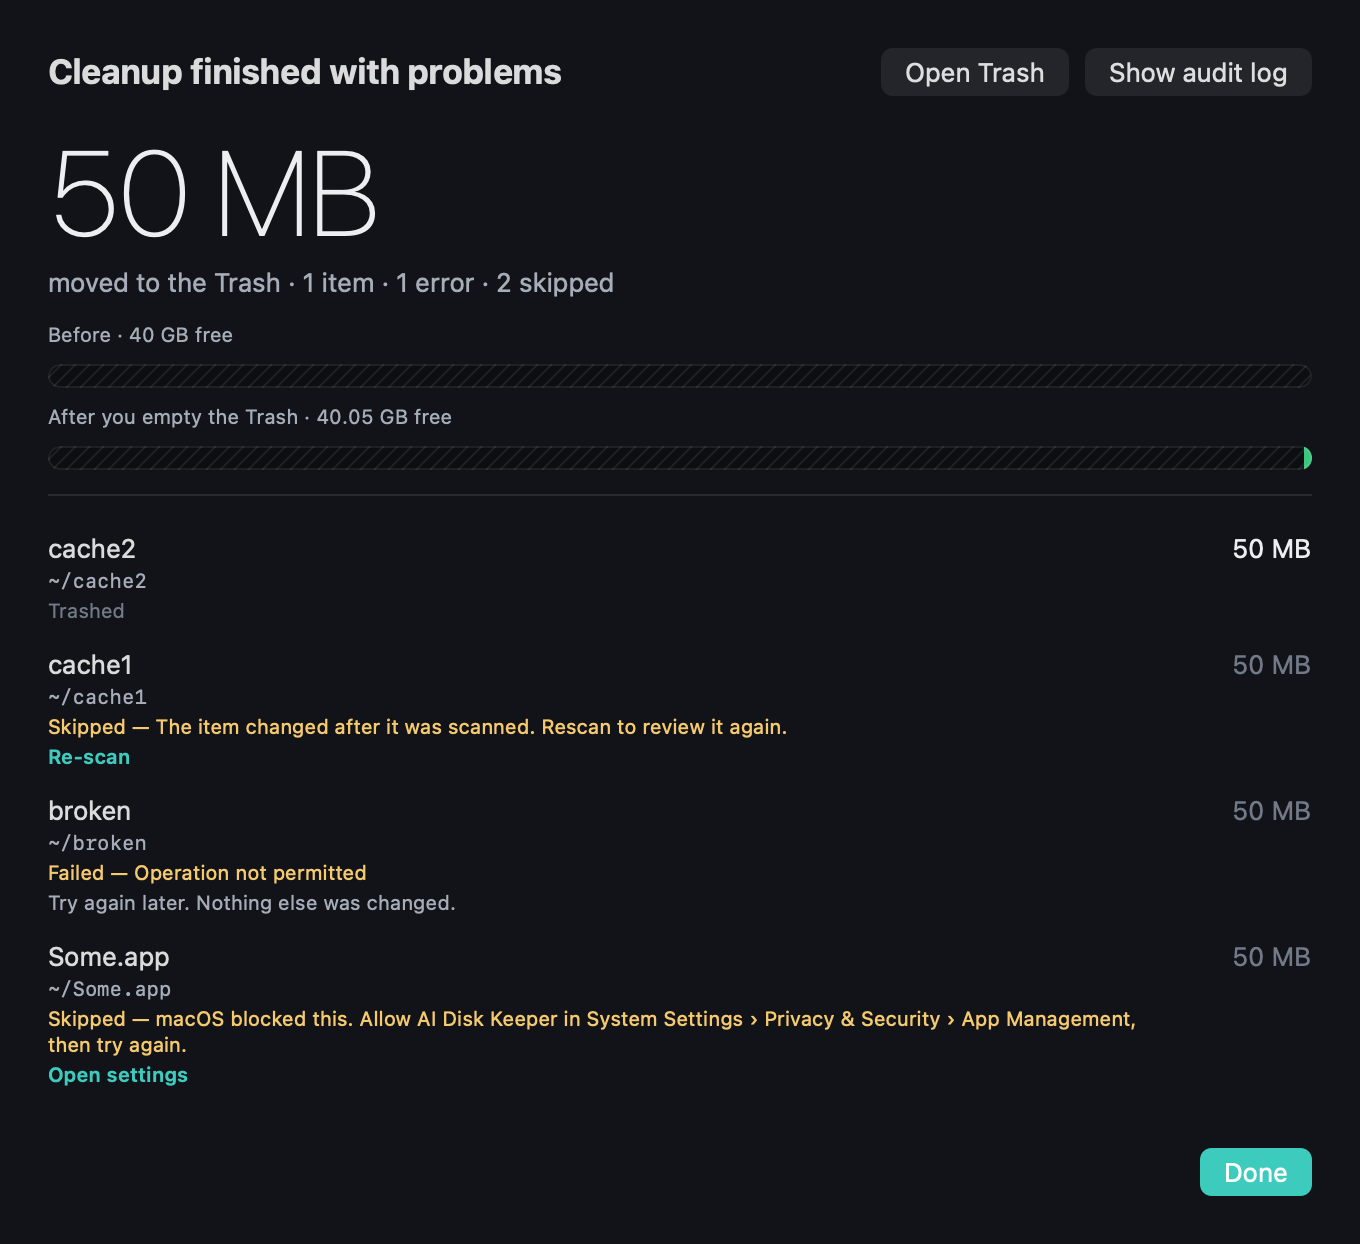 Cleanup finished with problems
Open Trash
Show audit log
50 MB
moved to the Trash · 1 item · 1 error · 2 skipped
Before · 40 GB free
After you empty the Trash · 40.05 GB free
cache2
50 MB
~/cache2
Trashed
cache1
50 MB
~/cache1
Skipped — The item changed after it was scanned. Rescan to review it again.
Re-scan
broken
50 MB
~/broken
Failed — Operation not permitted
Try again later. Nothing else was changed.
Some.app
50 MB
~/Some.app
Skipped — macOS blocked this. Allow AI Disk Keeper in System Settings › Privacy & Security › App Management,
then try again.
Open settings
Done